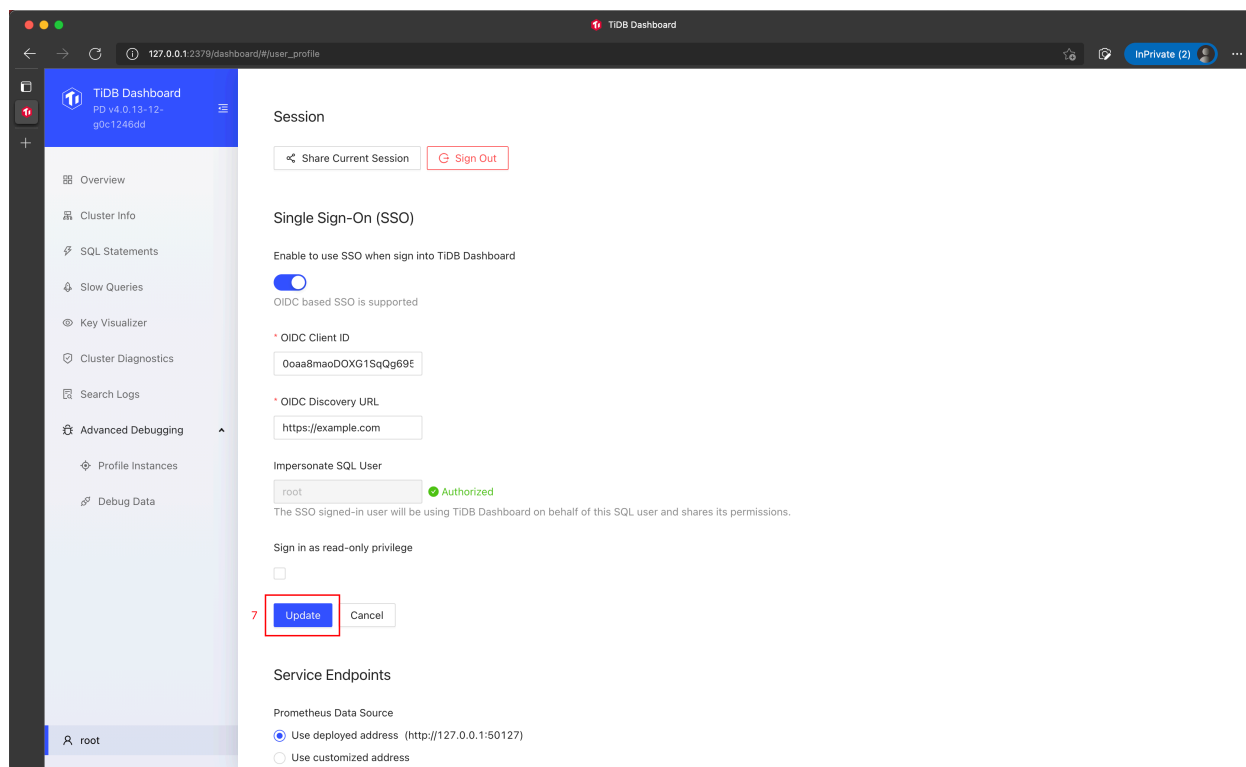 TiDB Dashboard
127.0.0.1:2379/dashboard/#/user_profile
InPrivate (2)
TiDB Dashboard
PD v4.0.13-12-
g0c1246dd
Overview
Cluster Info
SQL Statements
Slow Queries
Key Visualizer
Cluster Diagnostics
Search Logs
Advanced Debugging
Profile Instances
Debug Data
root
Session
Share Current Session
Sign Out
Single Sign-On (SSO)
Enable to use SSO when sign into TiDB Dashboard
OIDC based SSO is supported
* OIDC Client ID
0oaa8maoDOXG1SqQg695
* OIDC Discovery URL
https://example.com
Impersonate SQL User
root
Authorized
The SSO signed-in user will be using TiDB Dashboard on behalf of this SQL user and shares its permissions.
Sign in as read-only privilege
7
Update
Cancel
Service Endpoints
Prometheus Data Source
Use deployed address (http://127.0.0.1:50127)
Use customized address